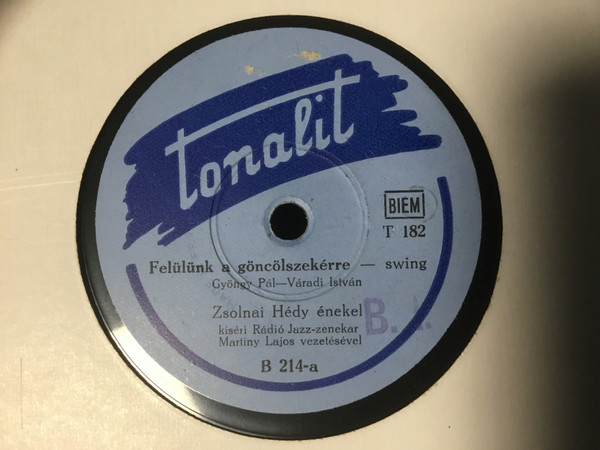 tonalit
BIEM
T 182
Felülünk a göncölszekérre — swing
Gyöngy Pál—Váradi István
Zsolnai Hédy énekel
kiséri Rádió Jazz-zenekar
Martiny Lajos vezetésével
B 214-a